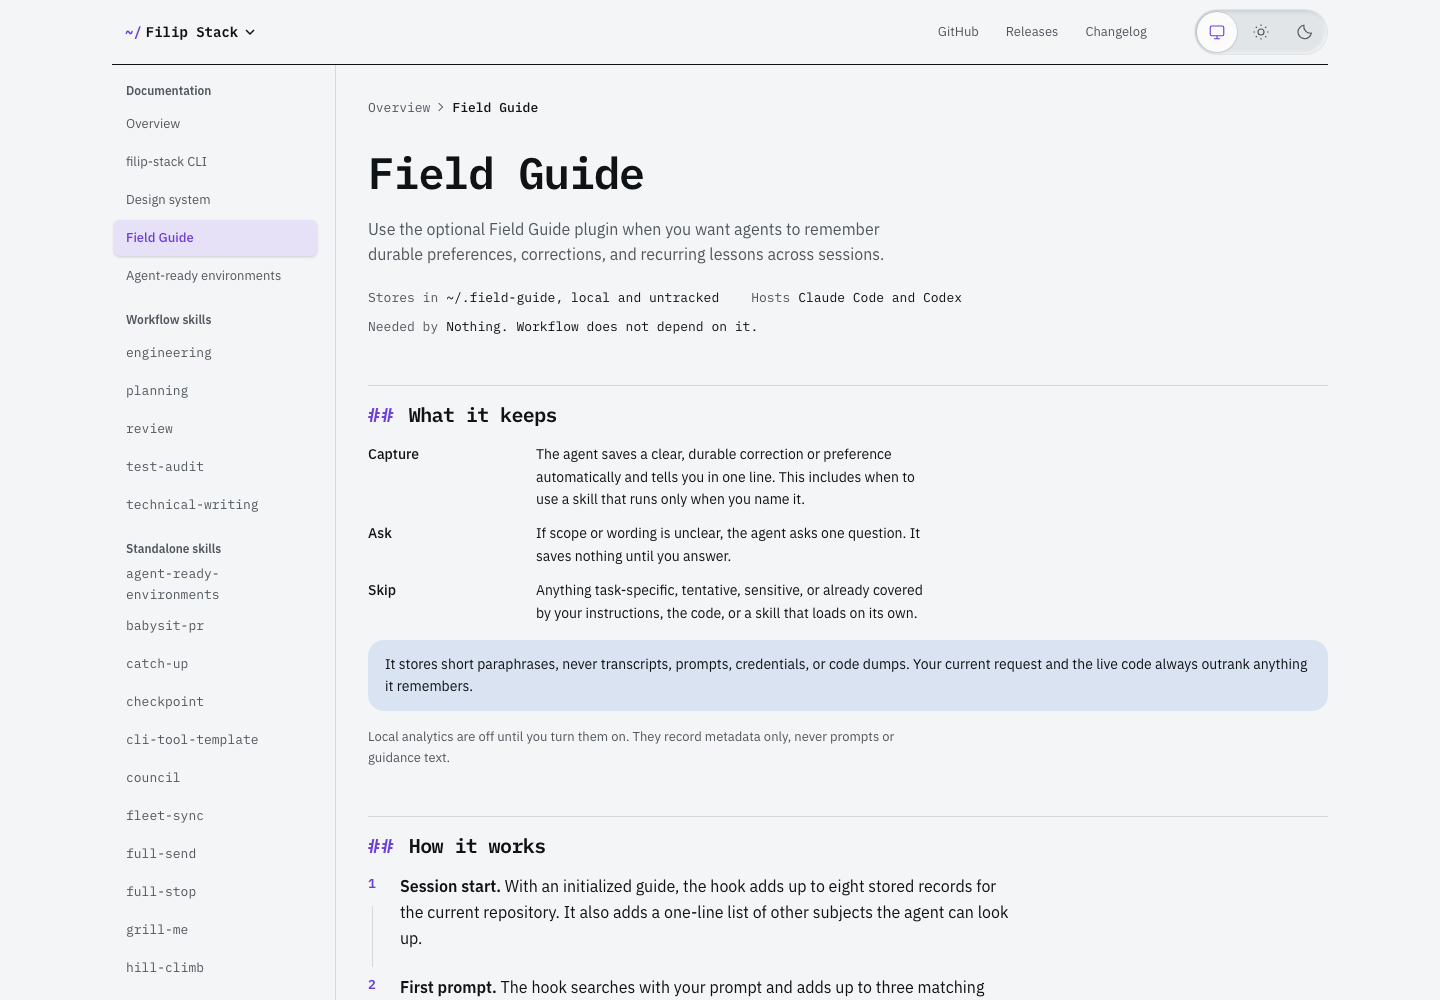 ~/ Filip Stack
GitHub Releases Changelog
Documentation
Overview
filip-stack CLI
Design system
Field Guide
Agent-ready environments
Workflow skills
engineering
planning
review
test-audit
technical-writing
Standalone skills
agent-ready-
environments
babysit-pr
catch-up
checkpoint
cli-tool-template
council
fleet-sync
full-send
full-stop
grill-me
hill-climb
Overview > Field Guide
Field Guide
Use the optional Field Guide plugin when you want agents to remember
durable preferences, corrections, and recurring lessons across sessions.
Stores in ~/.field-guide, local and untracked Hosts Claude Code and Codex
Needed by Nothing. Workflow does not depend on it.
## What it keeps
Capture
The agent saves a clear, durable correction or preference
automatically and tells you in one line. This includes when to
use a skill that runs only when you name it.
Ask
If scope or wording is unclear, the agent asks one question. It
saves nothing until you answer.
Skip
Anything task-specific, tentative, sensitive, or already covered
by your instructions, the code, or a skill that loads on its own.
It stores short paraphrases, never transcripts, prompts, credentials, or code dumps. Your current request and the live code always outrank anything
it remembers.
Local analytics are off until you turn them on. They record metadata only, never prompts or
guidance text.
## How it works
1 Session start. With an initialized guide, the hook adds up to eight stored records for
the current repository. It also adds a one-line list of other subjects the agent can look
up.
2 First prompt. The hook searches with your prompt and adds up to three matching